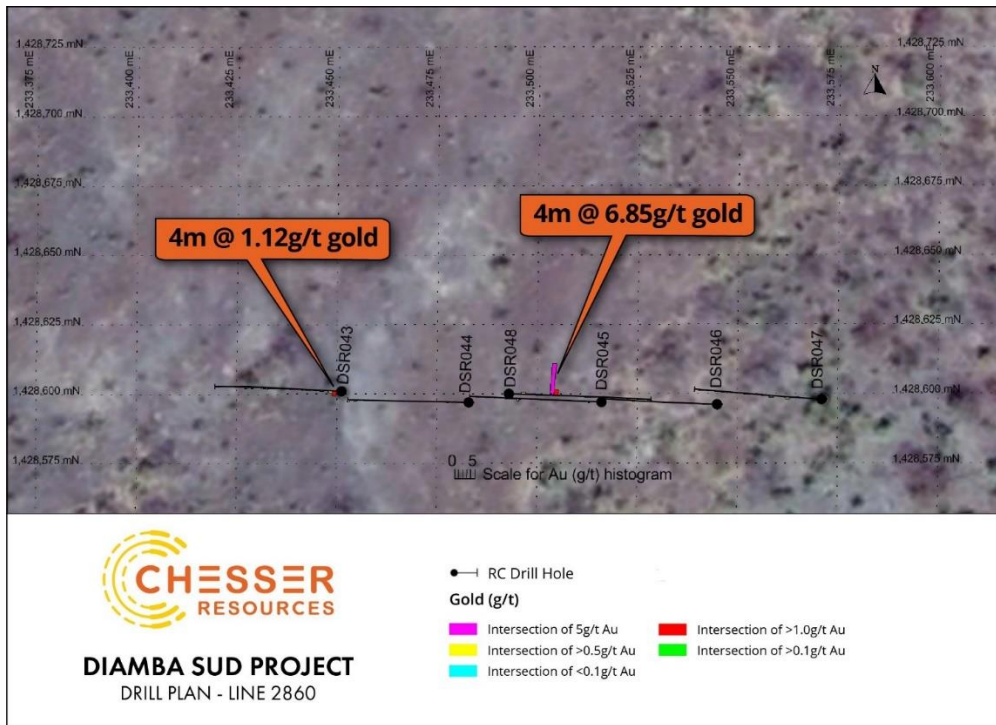 1,428,725 mN
1,428,725 mN
233,375 mE
233,400 mE
233,425 mE
233,450 mE
233,475 mE
233,500 mE
233,525 mE
233,550 mE
233,575 mE
233,600 mE
N
1,428,700 mN
1,428,700 mN
1,428,675 mN
1,428,675 mN
4m @ 1.12g/t gold
4m @ 6.85g/t gold
1,428,650 mN
1,428,650 mN
1,428,625 mN
1,428,625 mN
DSR043
DSR044
DSR048
DSR045
DSR046
DSR047
1,428,600 mN
1,428,600 mN
1,428,575 mN
1,428,575 mN
0 5
Scale for Au (g/t) histogram
CHESSER
RESOURCES
DIAMBA SUD PROJECT
DRILL PLAN - LINE 2860
RC Drill Hole
Gold (g/t)
Intersection of 5g/t Au
Intersection of >1.0g/t Au
Intersection of >0.5g/t Au
Intersection of >0.1g/t Au
Intersection of <0.1g/t Au